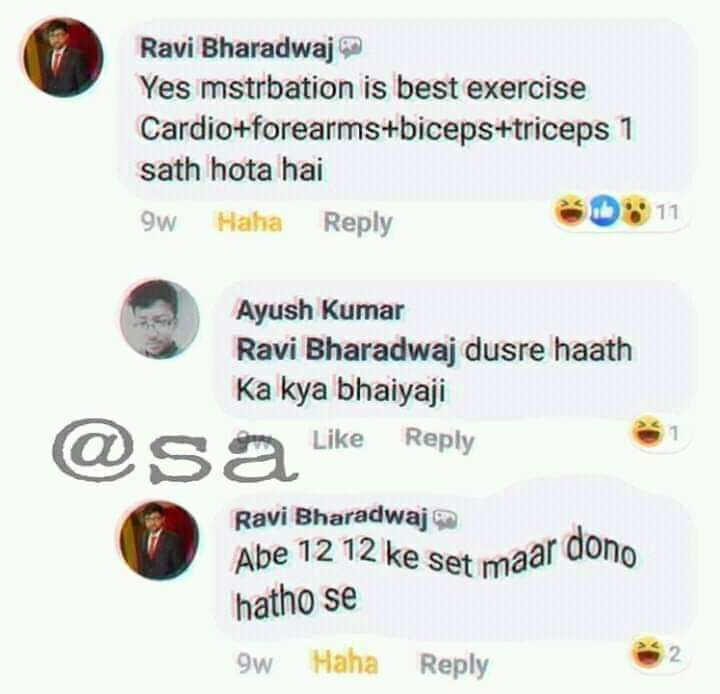 Ravi Bharadwaj
Yes mstrbation is best exercise
Cardio+forearms+biceps+triceps 1
sath hota hai
9w Haha Reply 11
Ayush Kumar
Ravi Bharadwaj dusre haath
Ka kya bhaiyaji
9w Like Reply 1
@sa
Ravi Bharadwaj
Abe 12 12 ke set maar dono
hatho se
9w Haha Reply 2